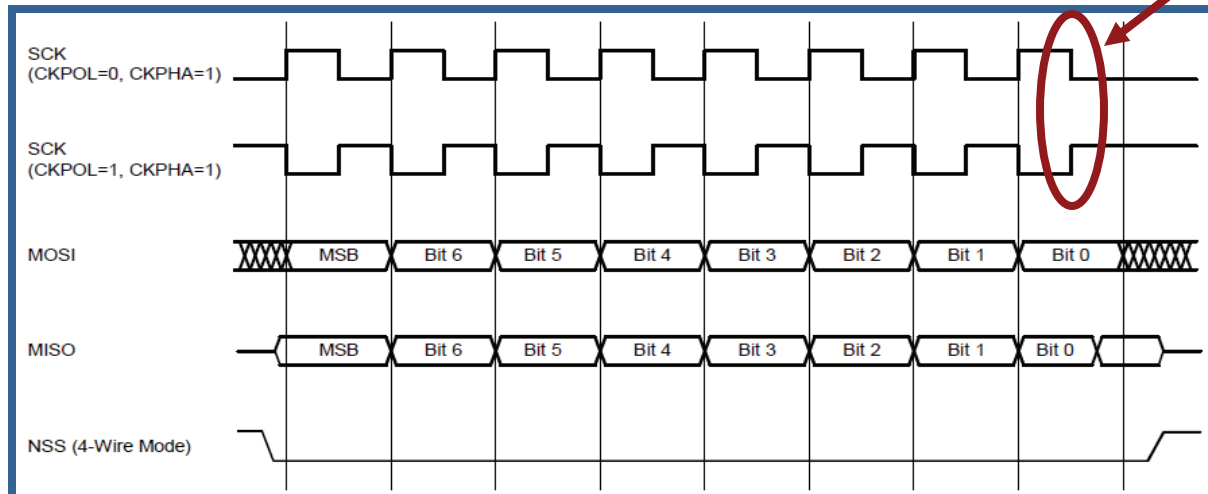 SCK
(CKPOL=0, CKPHA=1)
SCK
(CKPOL=1, CKPHA=1)
MOSI MSB Bit 6 Bit 5 Bit 4 Bit 3 Bit 2 Bit 1 Bit 0
MISO MSB Bit 6 Bit 5 Bit 4 Bit 3 Bit 2 Bit 1 Bit 0
NSS (4-Wire Mode)